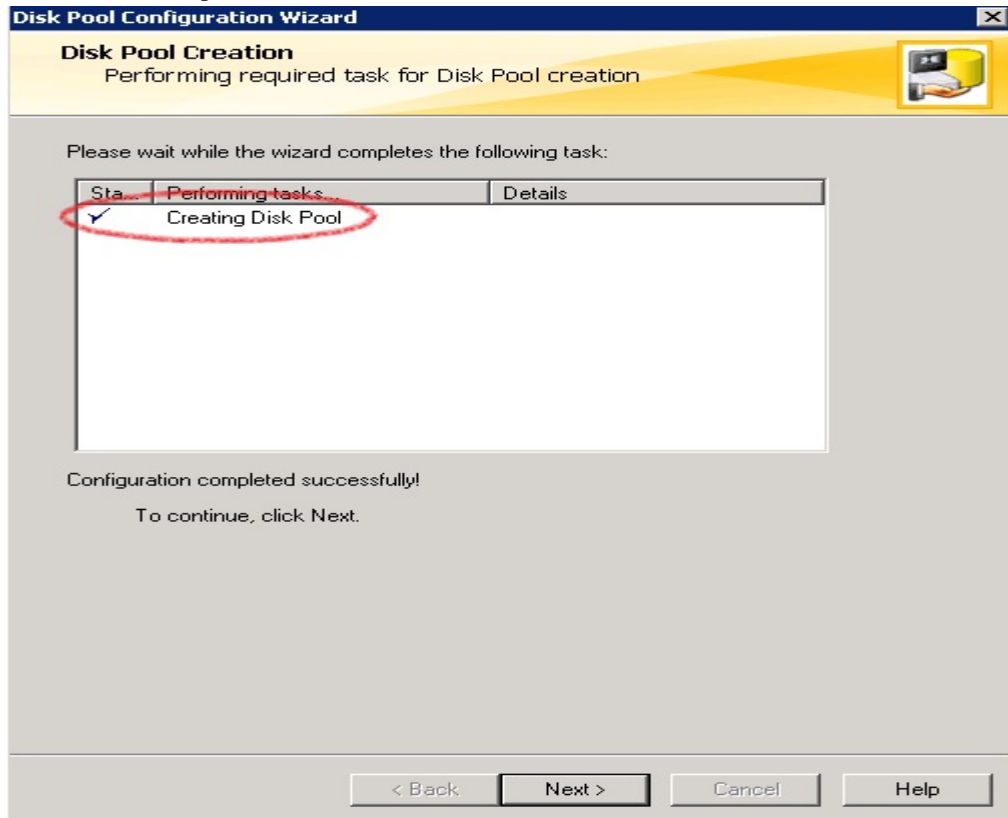 Disk Pool Configuration Wizard
Disk Pool Creation
Performing required task for Disk Pool creation
Please wait while the wizard completes the following task:
Sta... Performing tasks... Details
Creating Disk Pool
Configuration completed successfully!
To continue, click Next.
< Back Next > Cancel Help